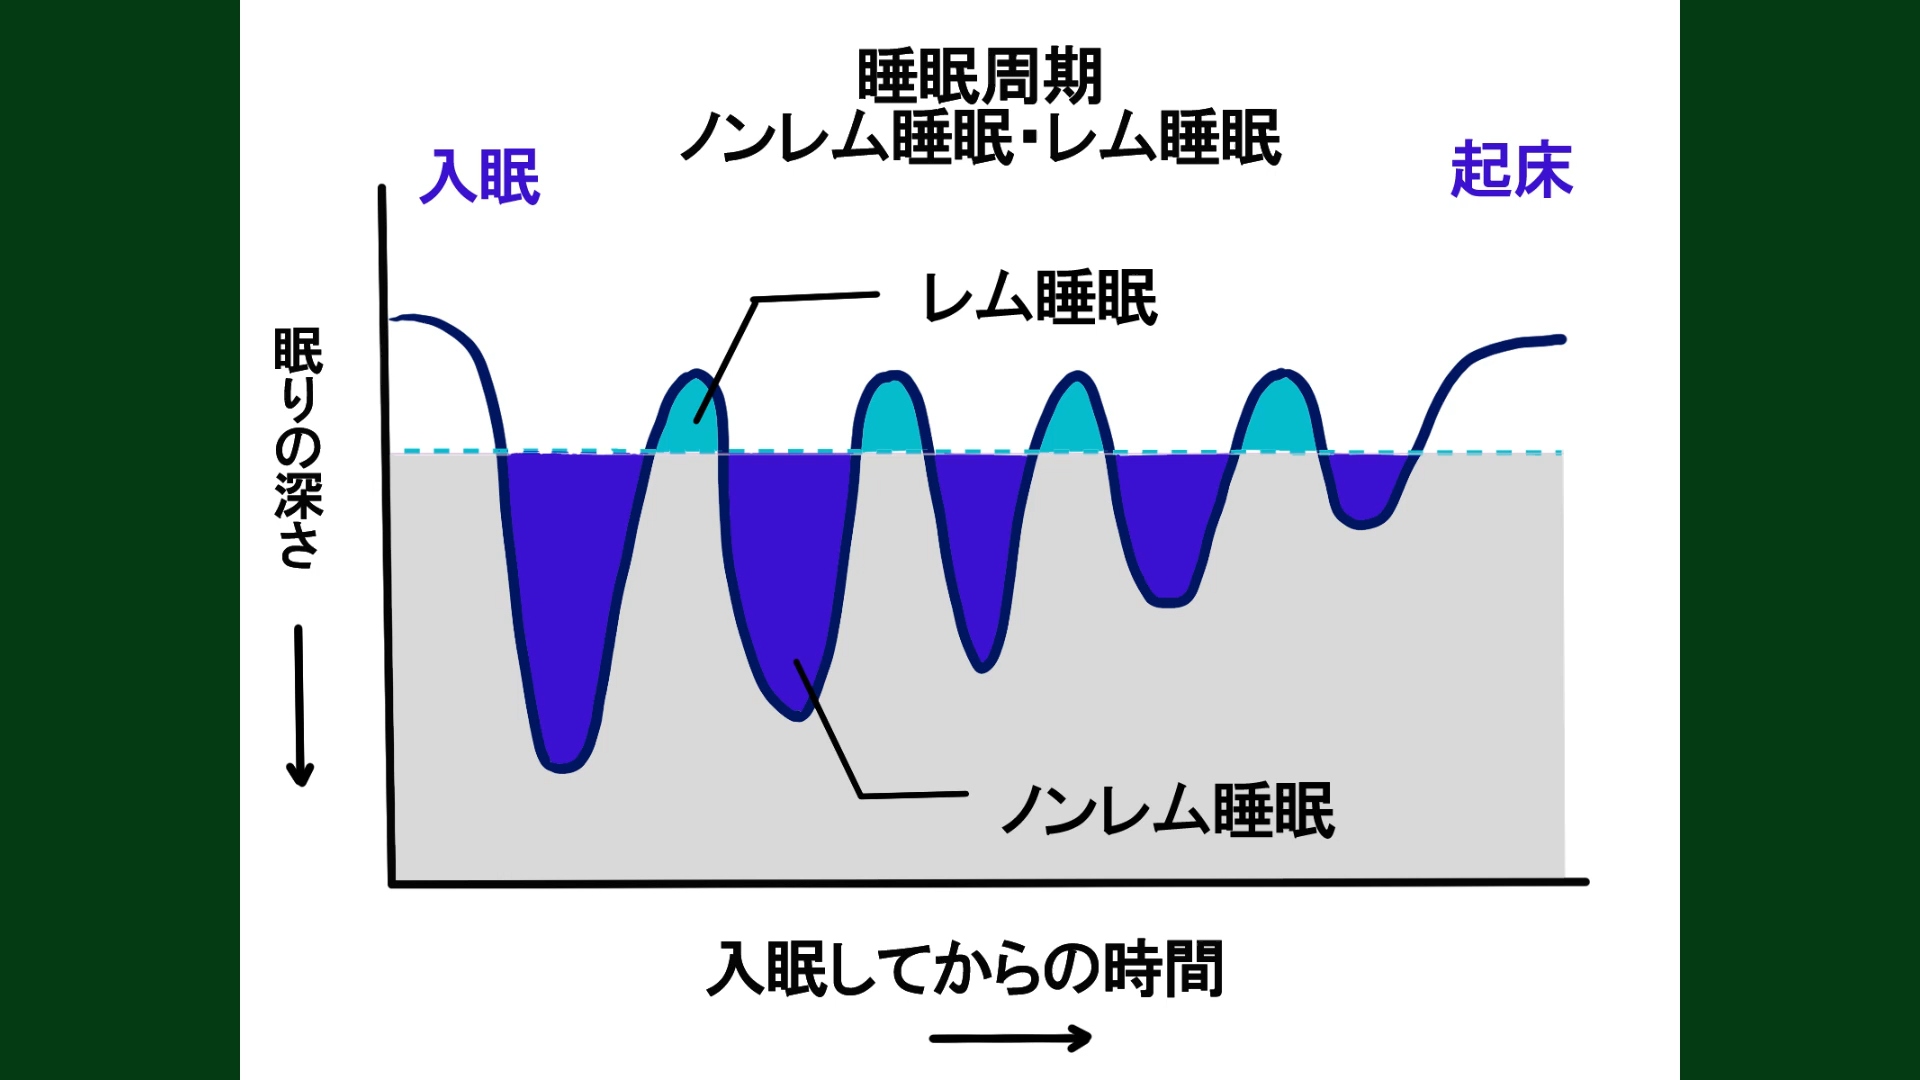 睡眠周期
ノンレム睡眠・レム睡眠
入眠
起床
レム睡眠
眠りの深さ
ノンレム睡眠
入眠してからの時間